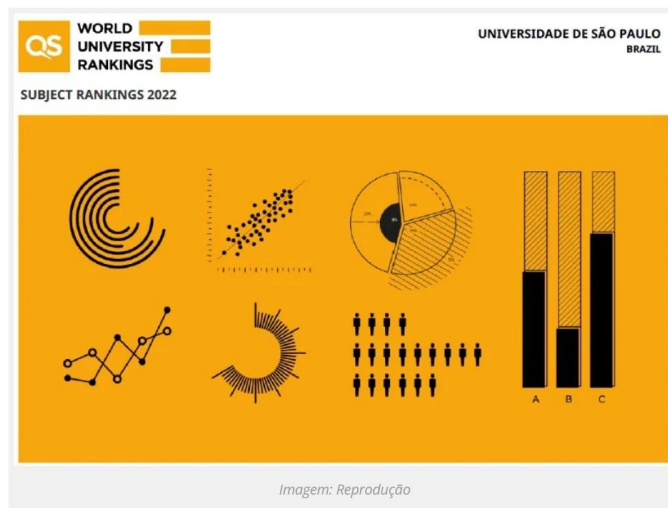 QS
WORLD
UNIVERSITY
RANKINGS
UNIVERSIDADE DE SÃO PAULO
BRAZIL
SUBJECT RANKINGS 2022
A B C
Imagem: Reprodução